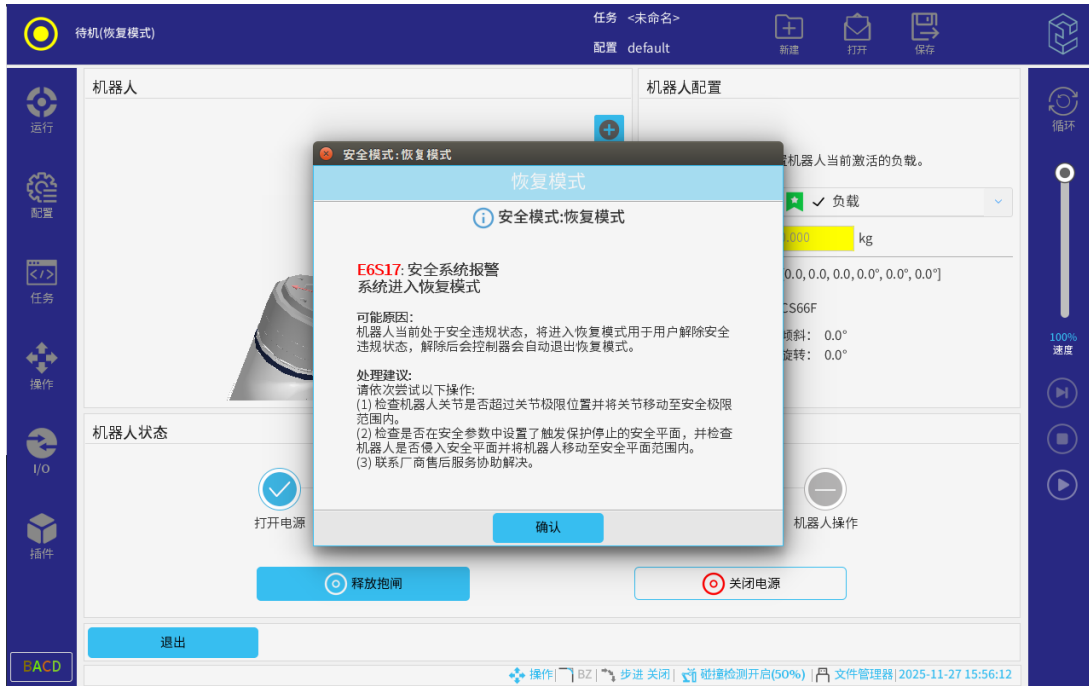 待机(恢复模式)
任务 <未命名>
配置 default
新建
打开
保存
运行
配置
任务
操作
I/O
插件
BACD
机器人
机器人配置
机器人当前激活的负载。
负载
kg
0.0, 0.0, 0.0, 0.0°, 0.0°, 0.0°]
CS66F
倾斜: 0.0°
旋转: 0.0°
安全模式:恢复模式
恢复模式
安全模式:恢复模式
E6S17: 安全系统报警
系统进入恢复模式
可能原因:
机器人当前处于安全违规状态，将进入恢复模式用于用户解除安全
违规状态，解除后会控制器会自动退出恢复模式。
处理建议:
请依次尝试以下操作:
(1) 检查机器人关节是否超过关节极限位置并将关节移动至安全极限
范围内。
(2) 检查是否在安全参数中设置了触发保护停止的安全平面，并检查
机器人是否侵入安全平面并将机器人移动至安全平面范围内。
(3) 联系厂商售后服务协助解决。
确认
机器人状态
打开电源
机器人操作
释放抱闸
关闭电源
退出
操作| BZ | 步进 关闭| 碰撞检测开启(50%) | 文件管理器| 2025-11-27 15:56:12
循环
100%
速度